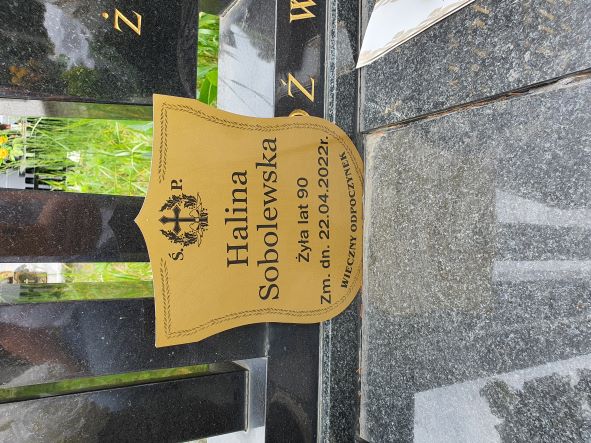 Ś. P.
Halina
Sobolewska
Żyła lat 90
Zm. dn. 22.04.2022r.
WIECZNY ODPOCZYNEK
Ż
Ż W